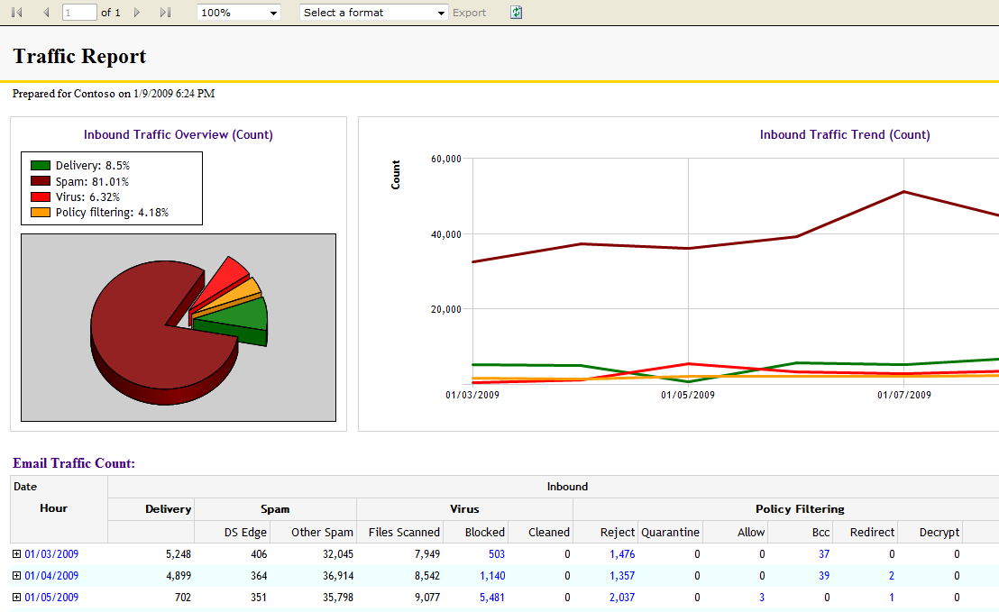 1 of 1 100% Select a format Export
Traffic Report
Prepared for Contoso on 1/9/2009 6:24 PM
Inbound Traffic Overview (Count)
Delivery: 8.5%
Spam: 81.01%
Virus: 6.32%
Policy filtering: 4.18%
Inbound Traffic Trend (Count)
Count
60,000
40,000
20,000
01/03/2009 01/05/2009 01/07/2009
Email Traffic Count:
Date Inbound
Hour Delivery Spam Virus Policy Filtering
DS Edge Other Spam Files Scanned Blocked Cleaned Reject Quarantine Allow Bcc Redirect Decrypt
01/03/2009 5,248 406 32,045 7,949 503 0 1,476 0 0 37 0 0
01/04/2009 4,899 364 36,914 8,542 1,140 0 1,357 0 0 39 2 0
01/05/2009 702 351 35,798 9,077 5,481 0 2,037 0 3 0 1 0